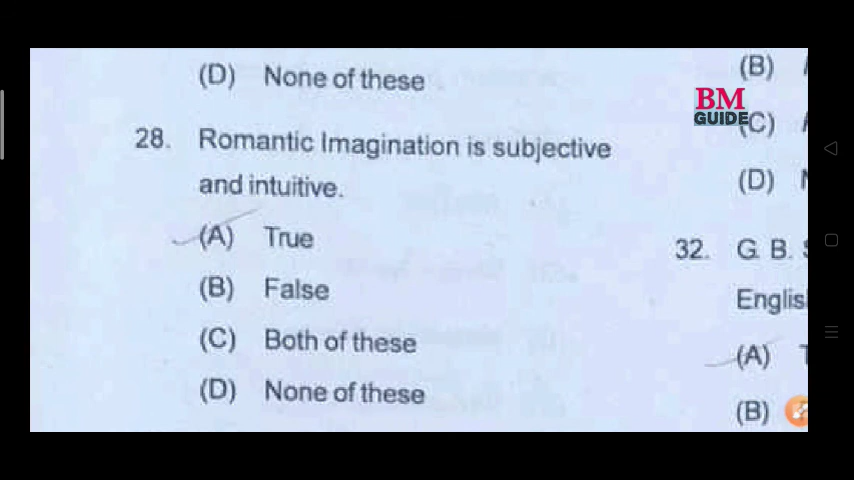 (D) None of these
28. Romantic Imagination is subjective
and intuitive.
(A) True
(B) False
(C) Both of these
(D) None of these
(B)
BM
GUIDE
(C)
(D)
32. G. B.
(A)
(B)